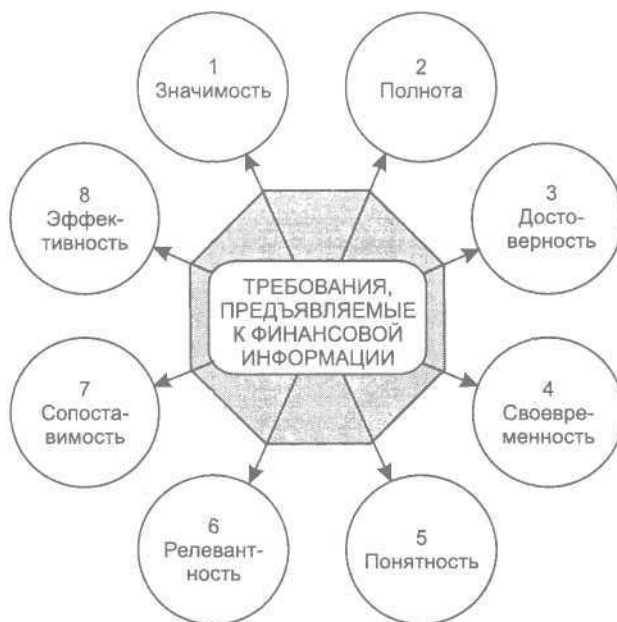 1
Значимость
2
Полнота
3
Досто-
верность
4
Своевре-
менность
5
Понятность
6
Релевант-
ность
7
Сопоста-
вимость
8
Эффек-
тивность
ТРЕБОВАНИЯ,
ПРЕДЪЯВЛЯЕМЫЕ
К ФИНАНСОВОЙ
ИНФОРМАЦИИ